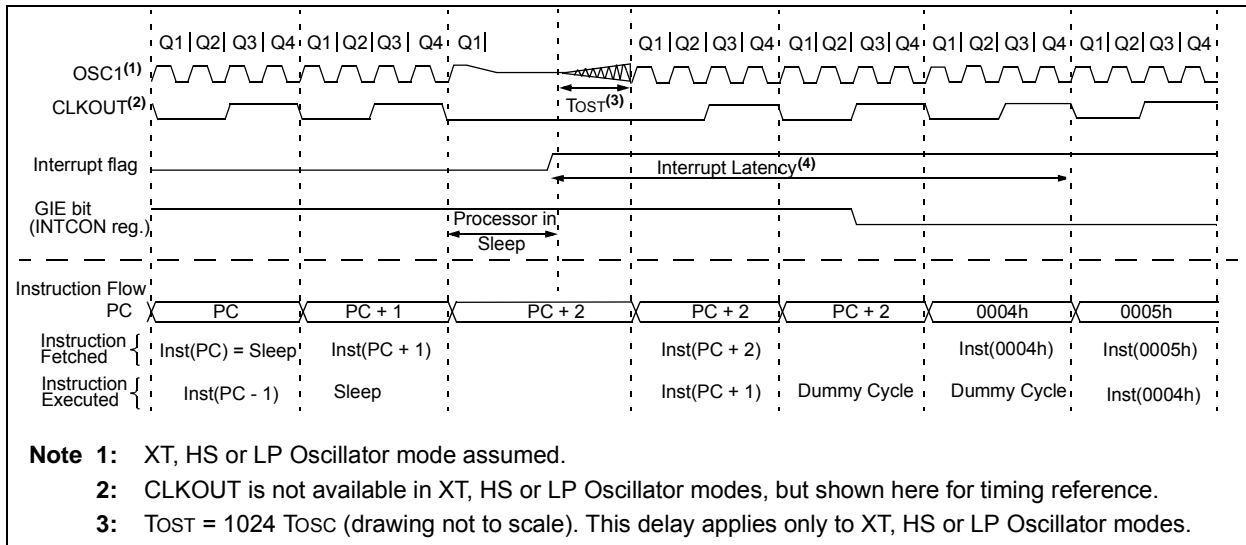 Q1 Q2 Q3 Q4 Q1 Q2 Q3 Q4 Q1 Q1 Q2 Q3 Q4 Q1 Q2 Q3 Q4 Q1 Q2 Q3 Q4 Q1 Q2 Q3 Q4
OSC1(1)
CLKOUT(2)
TOST(3)
Interrupt flag
Interrupt Latency(4)
GIE bit
(INTCON reg.)
Processor in
Sleep
Instruction Flow
PC PC PC + 1 PC + 2 PC + 2 PC + 2 0004h 0005h
Instruction
Fetched
Inst(PC) = Sleep Inst(PC + 1) Inst(PC + 2) Inst(0004h) Inst(0005h)
Instruction
Executed
Inst(PC - 1) Sleep Inst(PC + 1) Dummy Cycle Dummy Cycle Inst(0004h)
Note 1: XT, HS or LP Oscillator mode assumed.
2: CLKOUT is not available in XT, HS or LP Oscillator modes, but shown here for timing reference.
3: TOST = 1024 TOSC (drawing not to scale). This delay applies only to XT, HS or LP Oscillator modes.